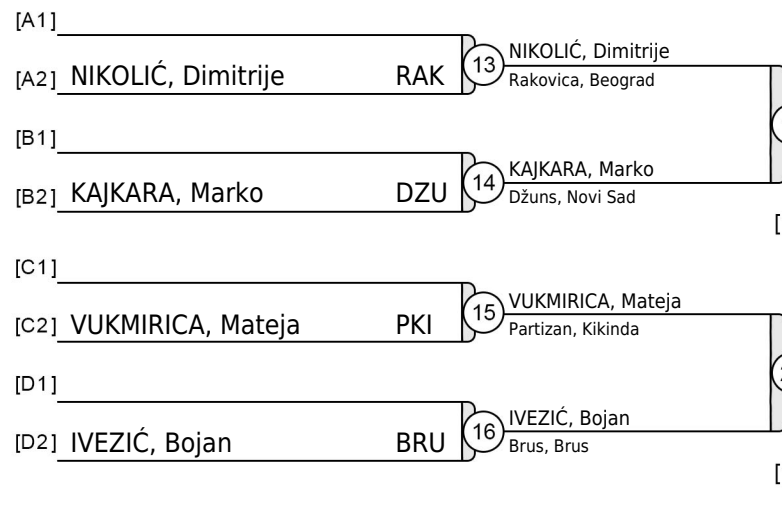 [A1]
[A2] NIKOLIĆ, Dimitrije RAK
13
NIKOLIĆ, Dimitrije
Rakovica, Beograd
[B1]
[B2] KAJKARA, Marko DZU
14
KAJKARA, Marko
Džuns, Novi Sad
[
[C1]
[C2] VUKMIRICA, Mateja PKI
15
VUKMIRICA, Mateja
Partizan, Kikinda
[D1]
[D2] IVEZIĆ, Bojan BRU
16
IVEZIĆ, Bojan
Brus, Brus
[